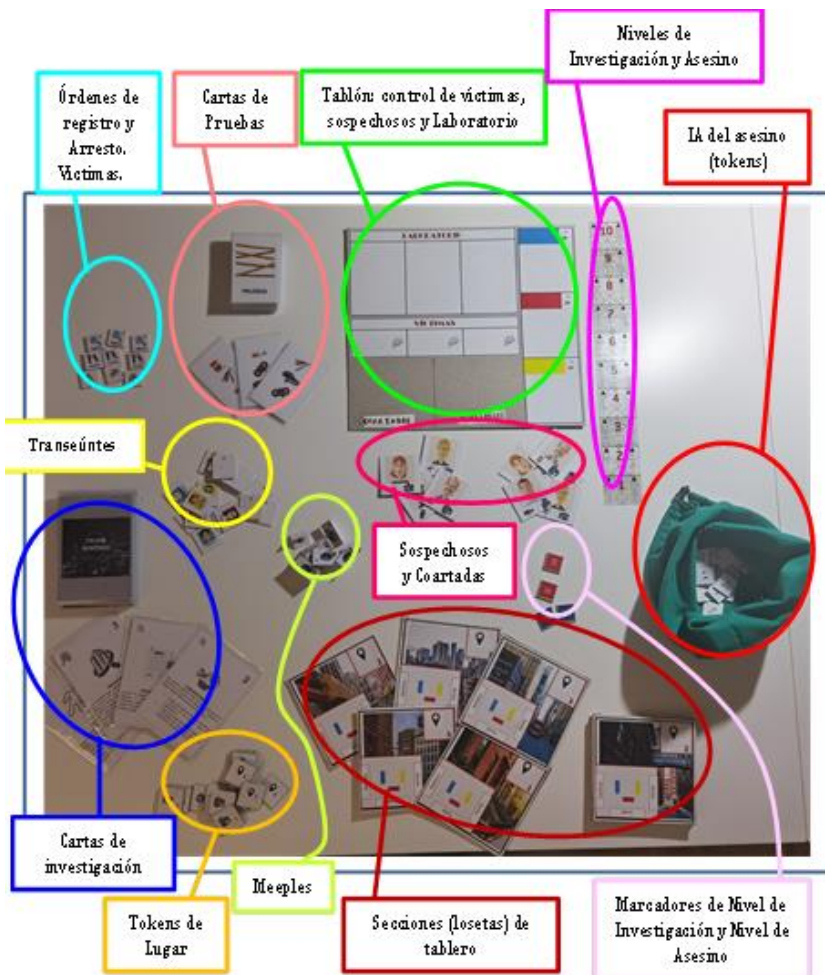 Niveles de
Investigación y Asesino
Órdenes de
registro y
Arresto.
Víctimas.
Cartas de
Pruebas
Tablón: control de víctimas,
sospechosos y Laboratorio
IA del asesino
(tokens)
LABORATORIO
VÍCTIMAS
10
9
8
7
6
5
4
3
2
Transeúntes
Sospechosos
y Coartadas
Cartas de
investigación
Meeples
Tokens de
Lugar
Secciones (losetas) de
tablero
Marcadores de Nivel de
Investigación y Nivel de
Asesino